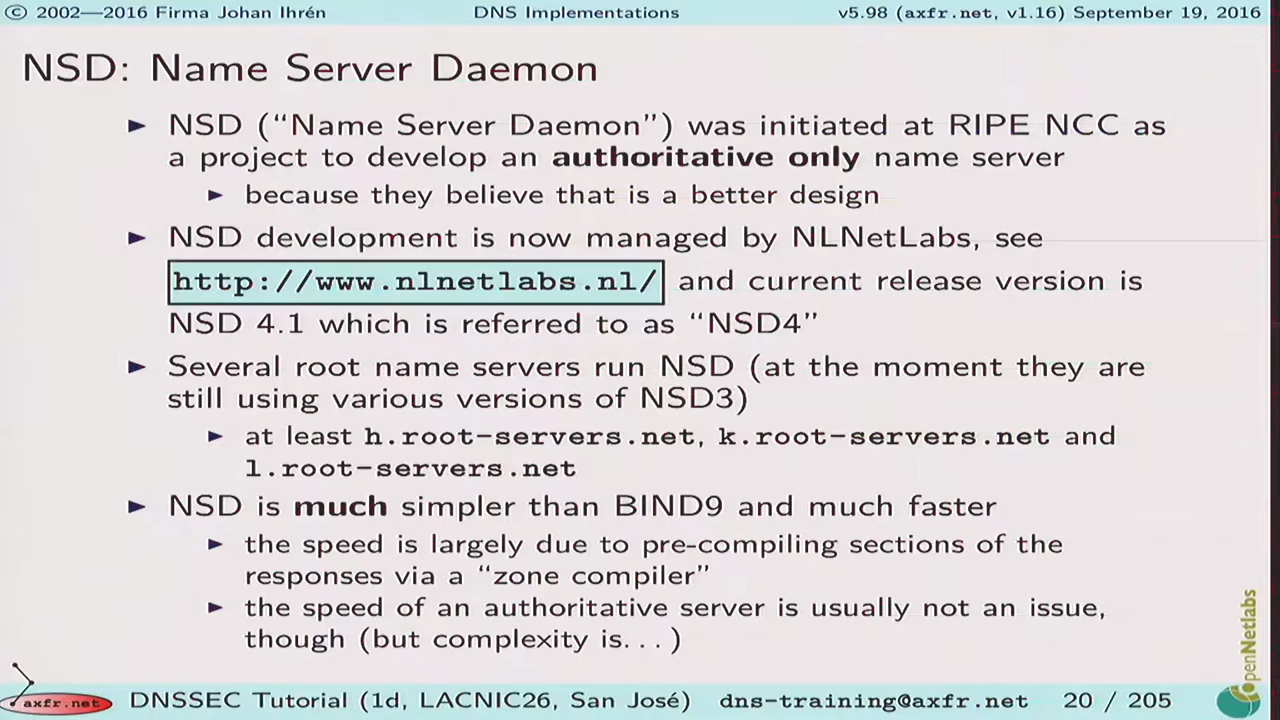 © 2002—2016 Firma Johan Ihrén DNS Implementations v5.98 (axfr.net, v1.16) September 19, 2016
NSD: Name Server Daemon
NSD (“Name Server Daemon”) was initiated at RIPE NCC as
a project to develop an authoritative only name server
because they believe that is a better design
NSD development is now managed by NLNetLabs, see
http://www.nlnetlabs.nl/ and current release version is
NSD 4.1 which is referred to as “NSD4”
Several root name servers run NSD (at the moment they are
still using various versions of NSD3)
at least h.root-servers.net, k.root-servers.net and
l.root-servers.net
NSD is much simpler than BIND9 and much faster
the speed is largely due to pre-compiling sections of the
responses via a “zone compiler”
the speed of an authoritative server is usually not an issue,
though (but complexity is...)
OpenNetlabs
axfr.net DNSSEC Tutorial (1d, LACNIC26, San José) dns-training@axfr.net 20 / 205